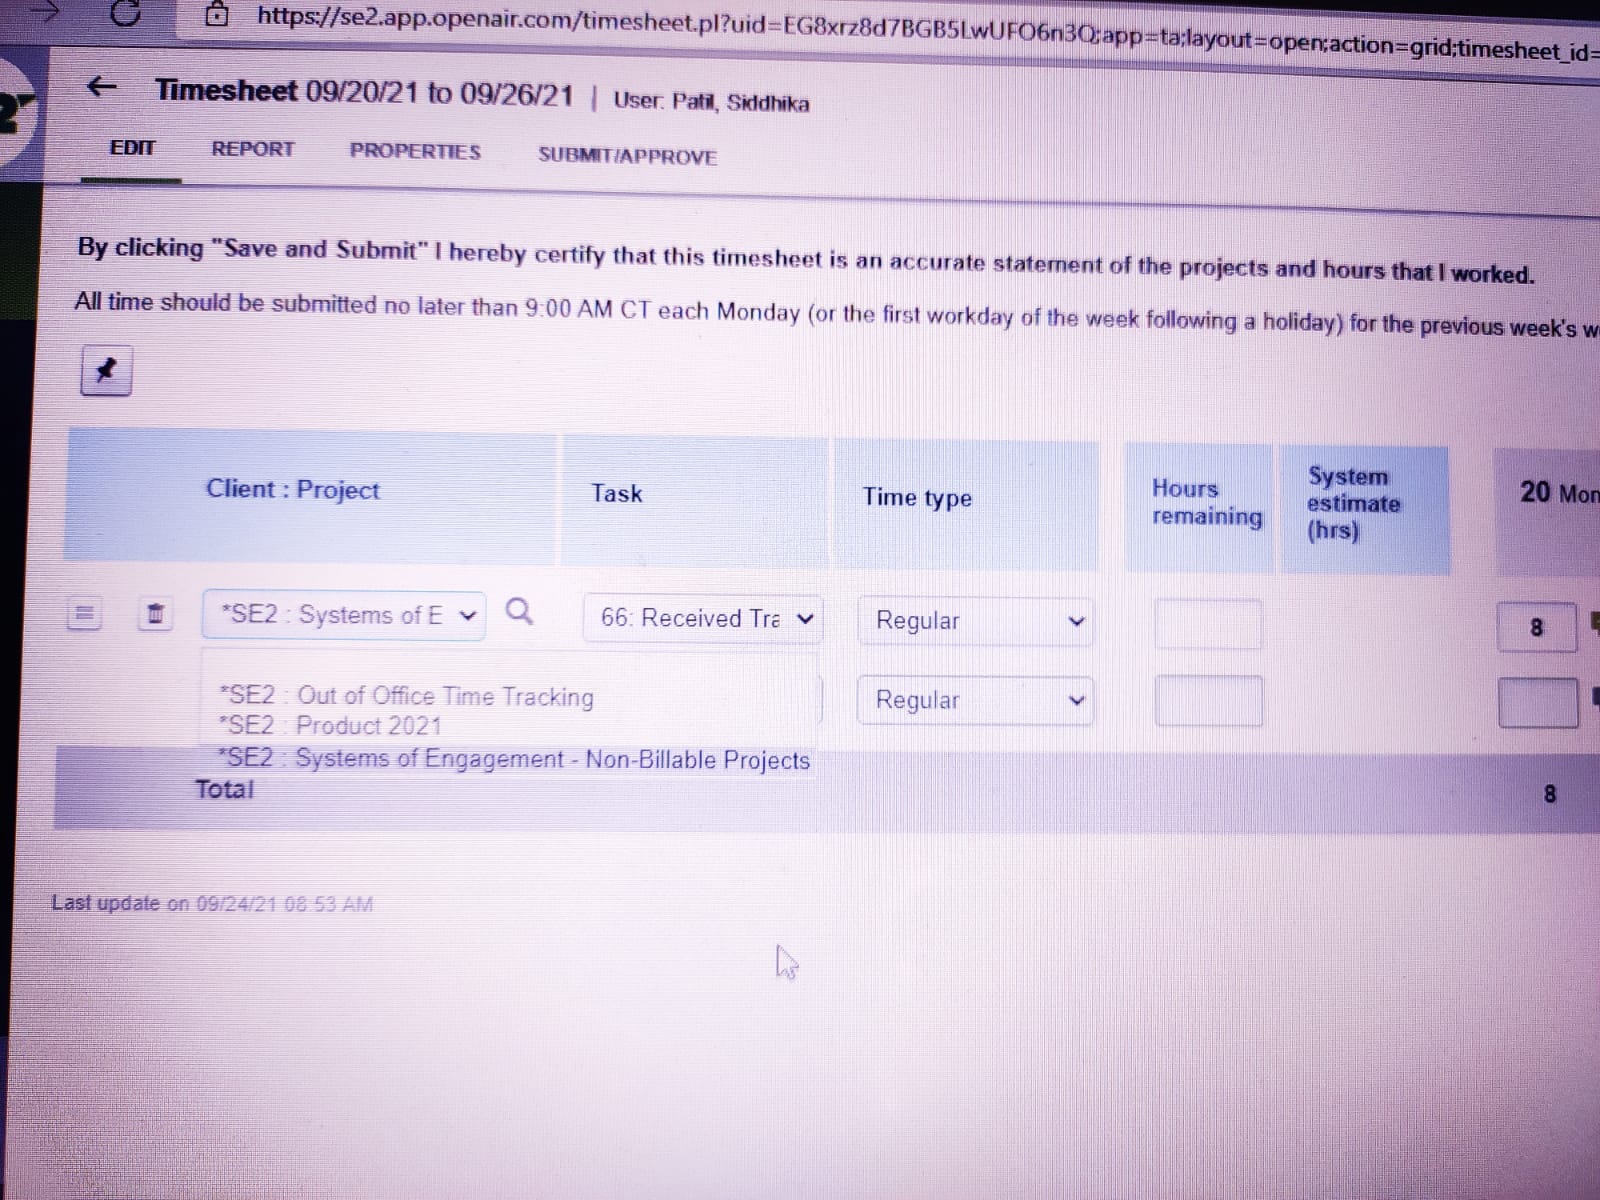 https://se2.app.openair.com/timesheet.pl?uid=EG8xrz8d7BGB5LwUFO6n3Q;app=ta;layout=open;action=grid;timesheet_id=
Timesheet 09/20/21 to 09/26/21 | User: Patil, Siddhika
EDIT REPORT PROPERTIES SUBMIT/APPROVE
By clicking "Save and Submit" I hereby certify that this timesheet is an accurate statement of the projects and hours that I worked.
All time should be submitted no later than 9:00 AM CT each Monday (or the first workday of the week following a holiday) for the previous week's
Client : Project Task Time type Hours remaining System estimate (hrs) 20 Mon
*SE2 : Systems of E 66: Received Tra Regular 8
*SE2 : Out of Office Time Tracking Regular
*SE2 : Product 2021
*SE2 : Systems of Engagement - Non-Billable Projects
Total 8
Last update on 09/24/21 08:53 AM